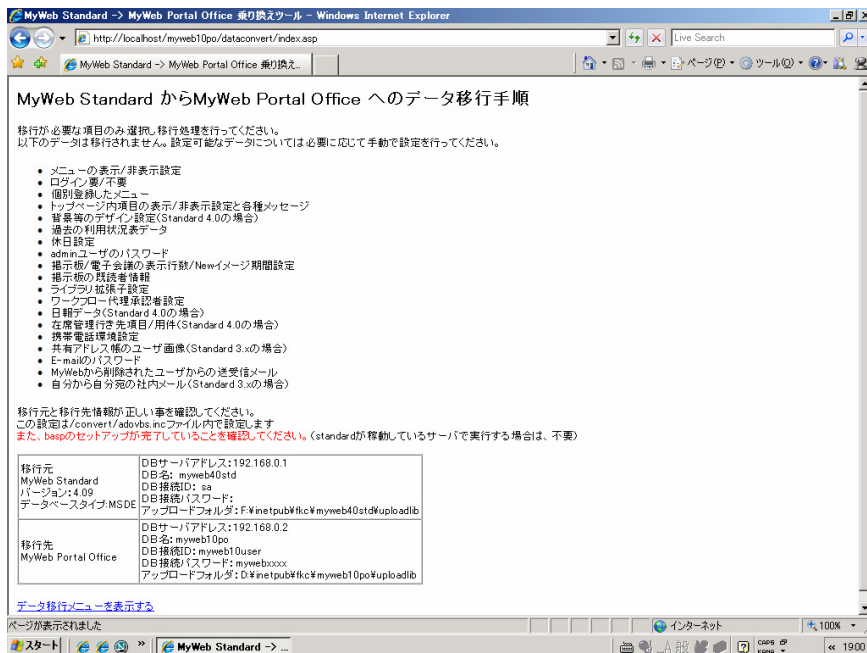 MyWeb Standard -> MyWeb Portal Office 乗り換えツール - Windows Internet Explorer
http://localhost/myweb10po/dataconvert/index.asp
Live Search
MyWeb Standard -> MyWeb Portal Office 乗り換え...
ページ(P) ツール(O)
MyWeb Standard からMyWeb Portal Office へのデータ移行手順
移行が必要な項目のみ選択し移行処理を行ってください。
以下のデータは移行されません。設定可能なデータについては必要に応じて手動で設定を行ってください。
メニューの表示/非表示設定
ログイン要/不要
個別登録したメニュー
トップページ内項目の表示/非表示設定と各種メッセージ
背景等のデザイン設定(Standard 4.0の場合)
過去の利用状況表データ
休日設定
adminユーザのパスワード
掲示板/電子会議の表示行数/Newイメージ期間設定
掲示板の既読者情報
ライブラリ拡張子設定
ワークフロー代理承認者設定
日報データ(Standard 4.0の場合)
在席管理行き先項目/用件(Standard 4.0の場合)
携帯電話環境設定
共有アドレス帳のユーザ画像(Standard 3.xの場合)
E-mailのパスワード
MyWebから削除されたユーザからの送受信メール
自分から自分宛の社内メール(Standard 3.xの場合)
移行元と移行先情報が正しい事を確認してください。
この設定は/convert/adovbs.incファイル内で設定します
また、baspのセットアップが完了していることを確認してください。(standardが稼動しているサーバで実行する場合は、不要)
移行元
MyWeb Standard
バージョン:4.09
データベースタイプ:MSDE
DBサーバアドレス:192.168.0.1
DB名: myweb40std
DB接続ID: sa
DB接続パスワード:
アップロードフォルダ: F:¥inetpub¥fkc¥myweb40std¥uploadlib
移行先
MyWeb Portal Office
DBサーバアドレス:192.168.0.2
DB名: myweb10po
DB接続ID: myweb10user
DB接続パスワード: mywebxxxx
アップロードフォルダ: D:¥inetpub¥fkc¥myweb10po¥uploadlib
データ移行メニューを表示する
ページが表示されました
インターネット
100%
スタート
MyWeb Standard -> ...
A 般
CAPS
KANA
19:00